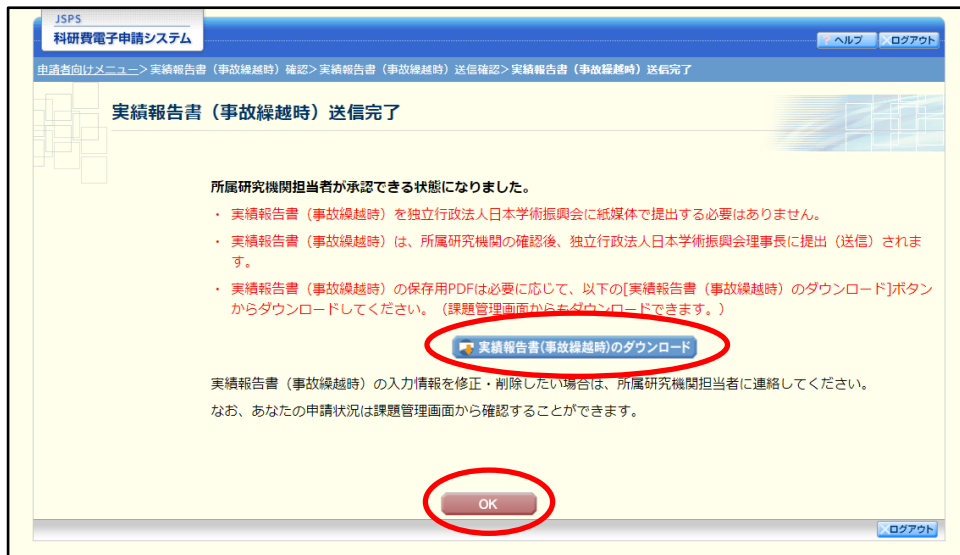 JSPS
科研費電子申請システム
ヘルプ
ログアウト
申請者向けメニュー>実績報告書（事故繰越時）確認>実績報告書（事故繰越時）送信確認>実績報告書（事故繰越時）送信完了
実績報告書（事故繰越時）送信完了
所属研究機関担当者が承認できる状態になりました。
・ 実績報告書（事故繰越時）を独立行政法人日本学術振興会に紙媒体で提出する必要はありません。
・ 実績報告書（事故繰越時）は、所属研究機関の確認後、独立行政法人日本学術振興会理事長に提出（送信）されま
す。
・ 実績報告書（事故繰越時）の保存用PDFは必要に応じて、以下の[実績報告書（事故繰越時）のダウンロード]ボタン
からダウンロードしてください。（課題管理画面からもダウンロードできます。）
実績報告書(事故繰越時)のダウンロード
実績報告書（事故繰越時）の入力情報を修正・削除したい場合は、所属研究機関担当者に連絡してください。
なお、あなたの申請状況は課題管理画面から確認することができます。
OK
ログアウト